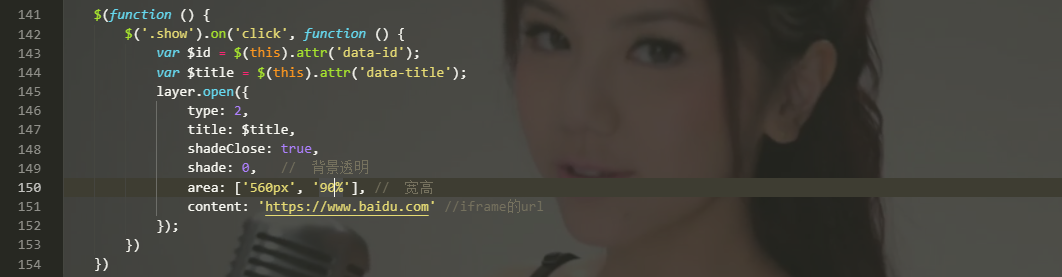 141 $(function () {
142 $('.show').on('click', function () {
143 var $id = $(this).attr('data-id');
144 var $title = $(this).attr('data-title');
145 layer.open({
146 type: 2,
147 title: $title,
148 shadeClose: true,
149 shade: 0, // 背景透明
150 area: ['560px', '90%'], // 宽高
151 content: 'https://www.baidu.com' //iframe的url
152 });
153 })
154 })